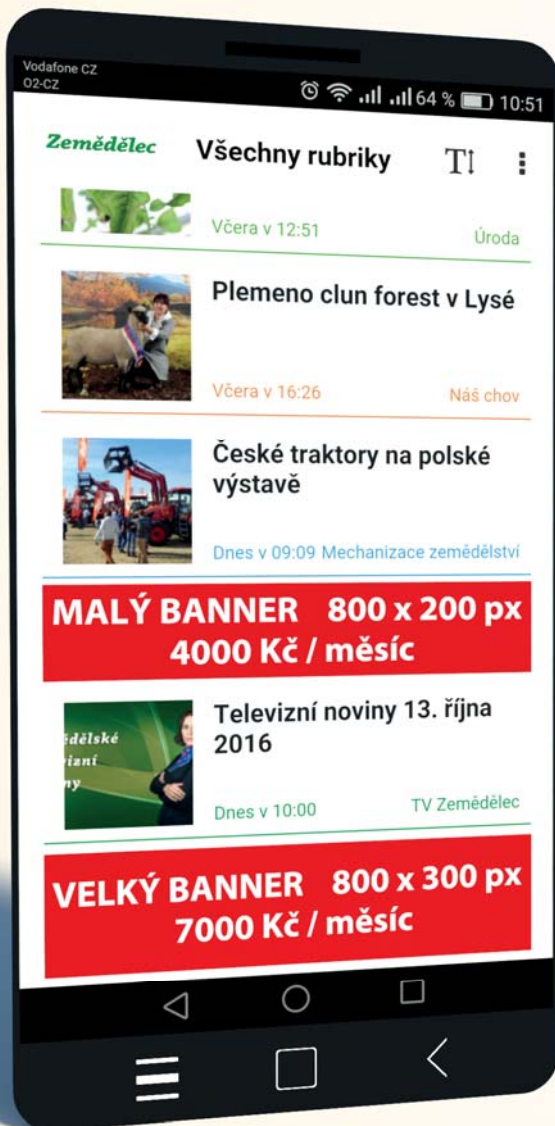 Vodafone CZ
O2-CZ
64 % 10:51
Zemědělec Všechny rubriky T
Včera v 12:51 Úroda
Plemeno clun forest v Lysé
Včera v 16:26 Náš chov
České traktory na polské
výstavě
Dnes v 09:09 Mechanizace zemědělství
MALÝ BANNER 800 x 200 px
4000 Kč / měsíc
Televizní noviny 13. října
2016
dělské
vizní
ny
Dnes v 10:00 TV Zemědělec
VELKÝ BANNER 800 x 300 px
7000 Kč / měsíc